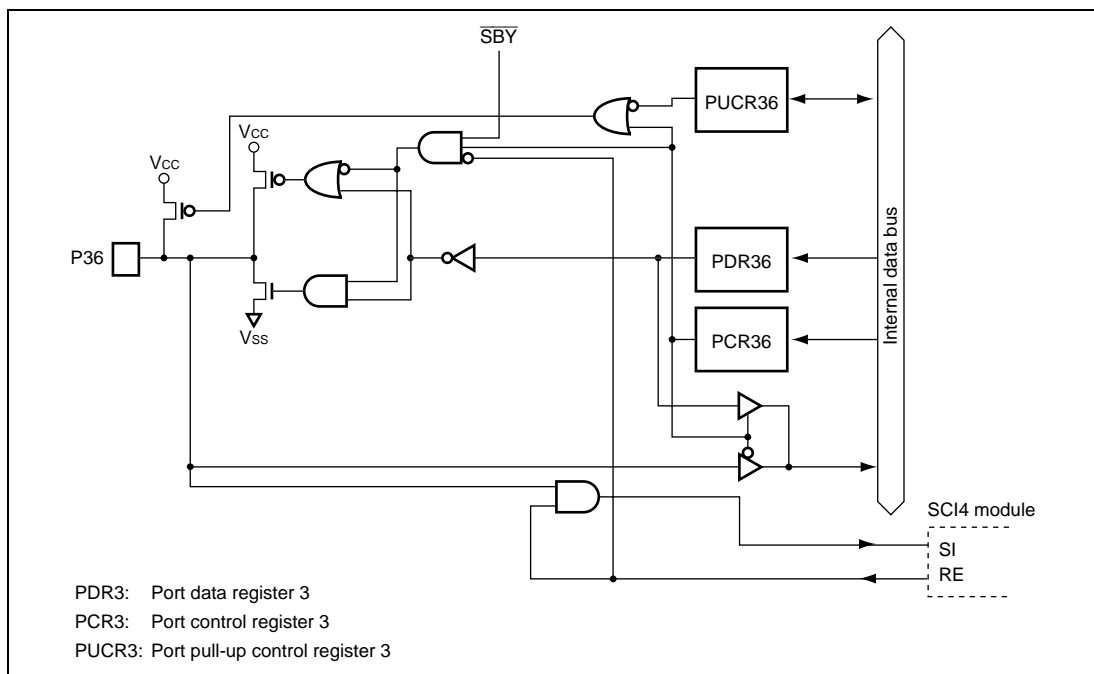 SBY
PUCR36
VCC
VCC
P36
PDR36
Internal data bus
VSS
PCR36
SCI4 module
SI
RE
PDR3: Port data register 3
PCR3: Port control register 3
PUCR3: Port pull-up control register 3